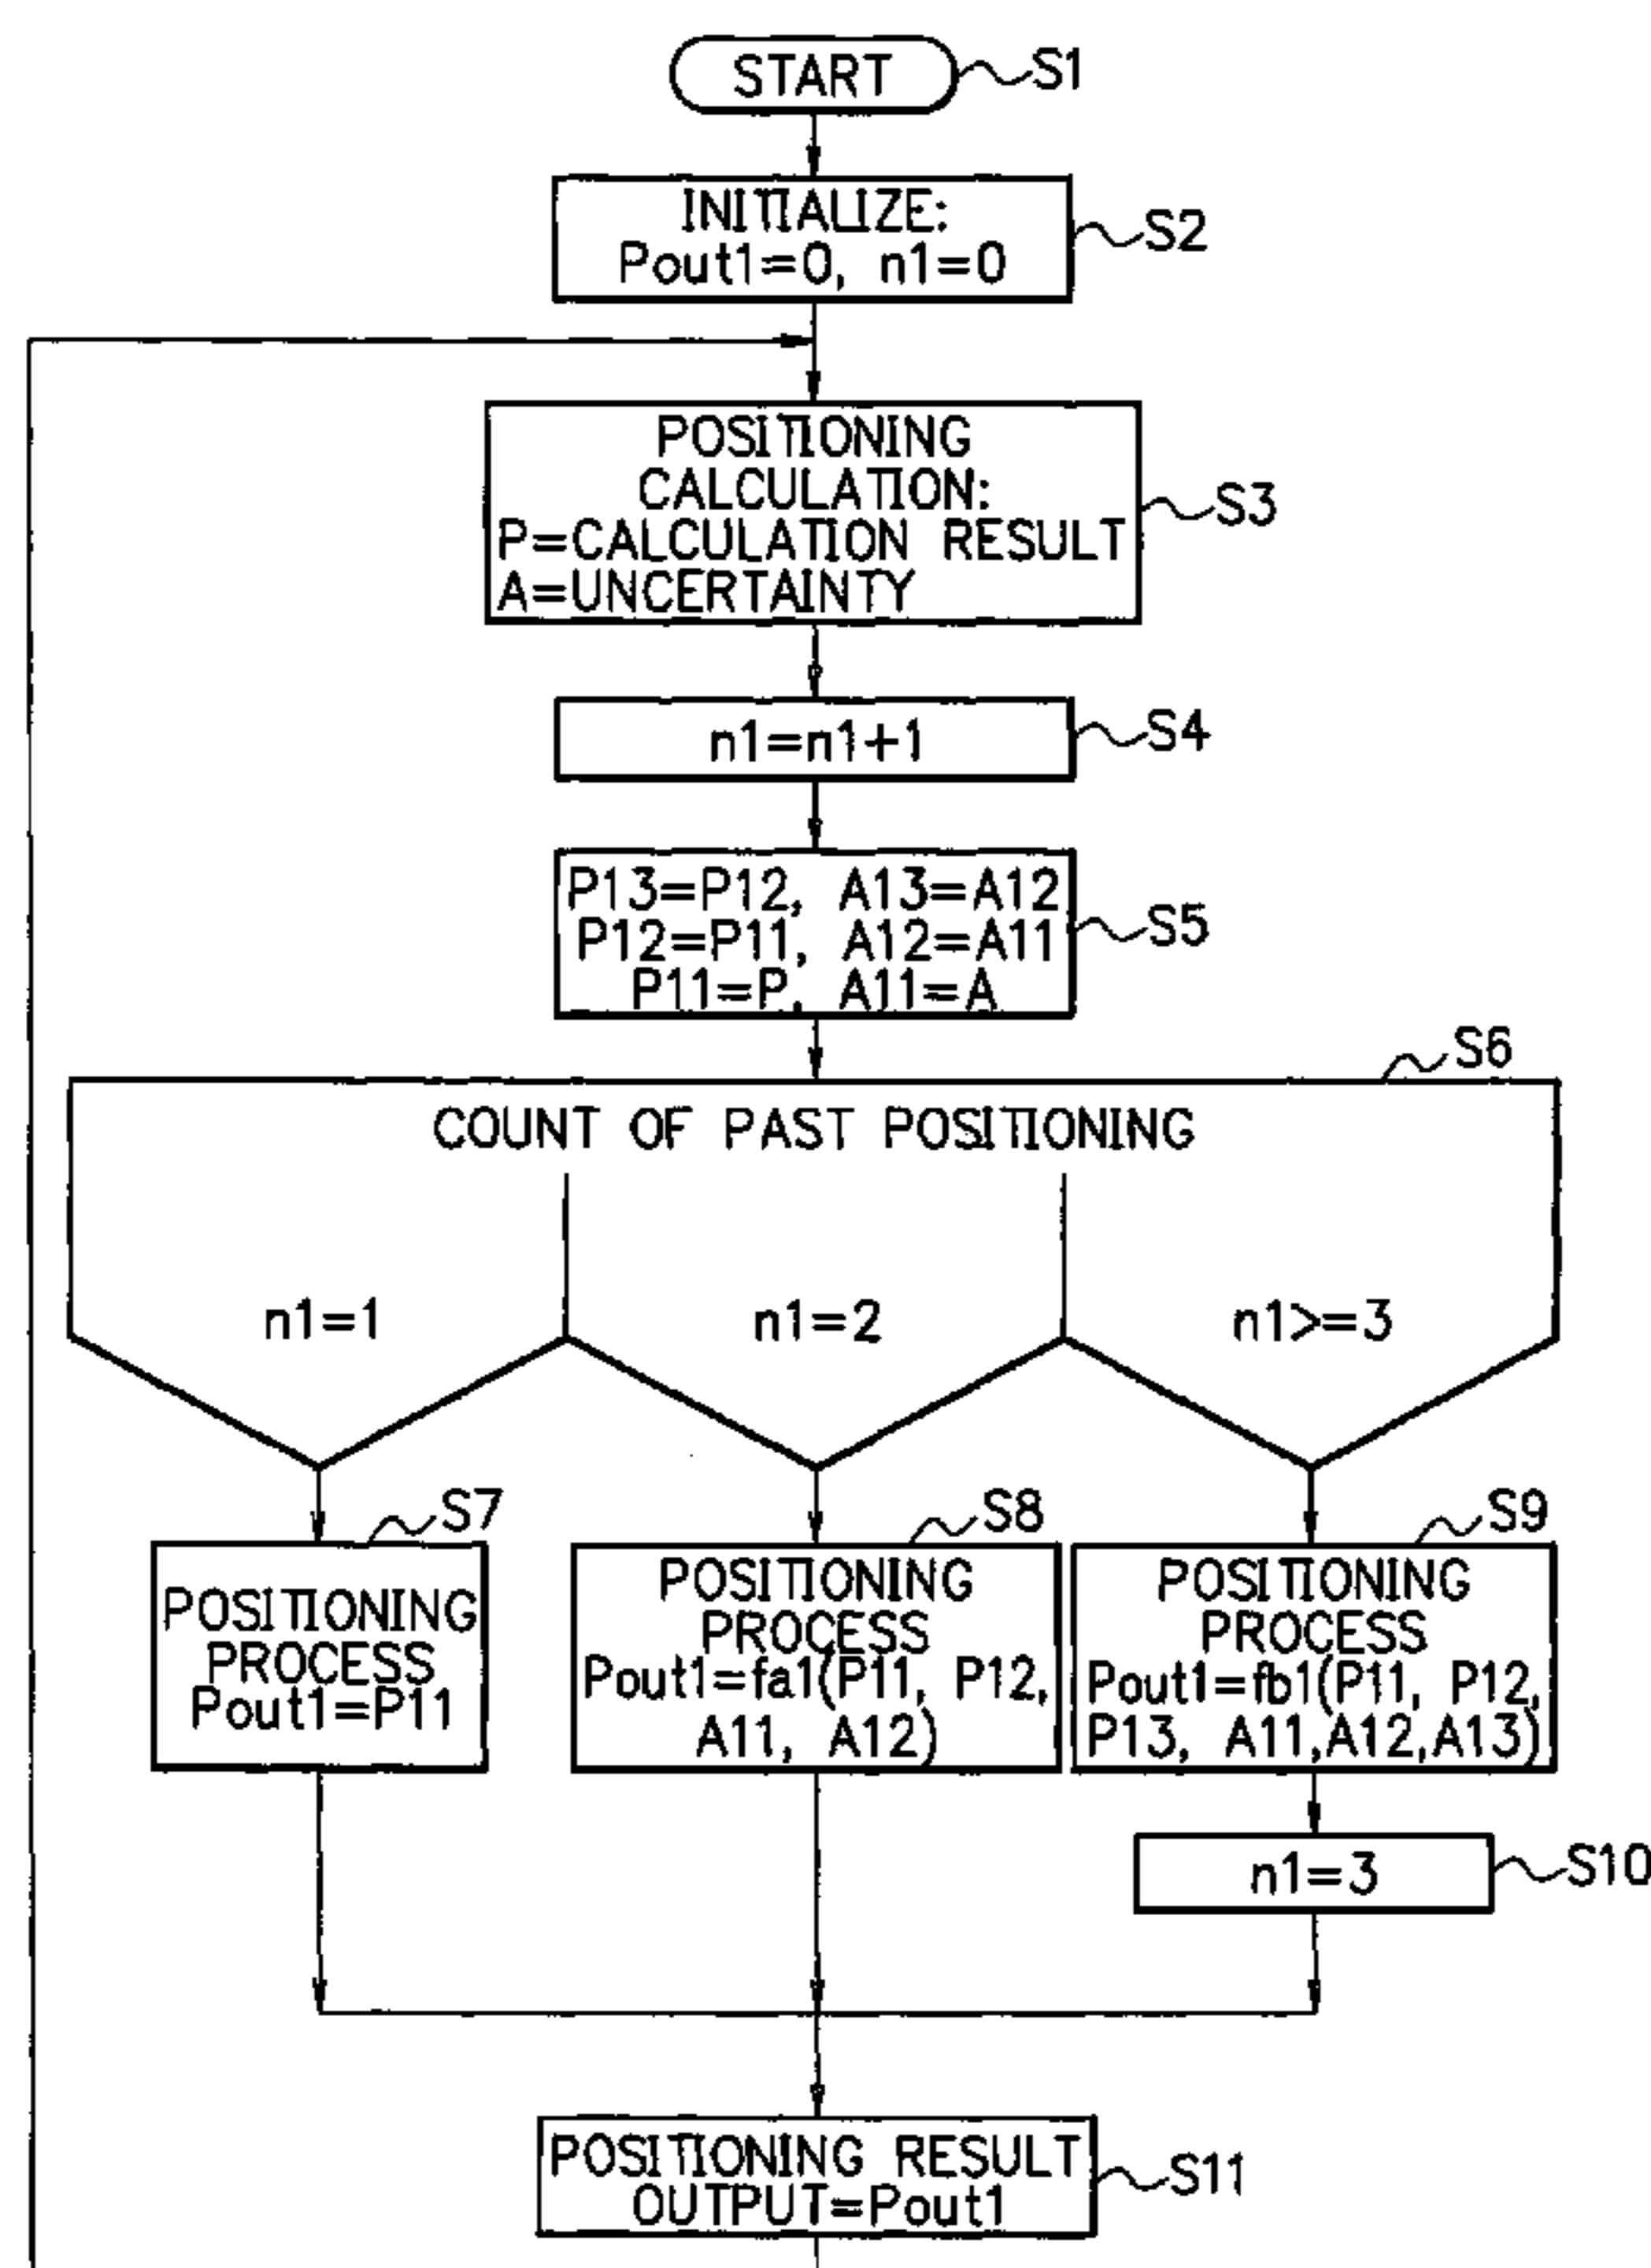 START
S1
INITIALIZE:
Pout1=0, n1=0
S2
POSITIONING
CALCULATION:
P=CALCULATION RESULT
A=UNCERTAINTY
S3
n1=n1+1
S4
P13=P12, A13=A12
P12=P11, A12=A11
P11=P, A11=A
S5
S6
COUNT OF PAST POSITIONING
n1=1
n1=2
n1>=3
S7
POSITIONING
PROCESS
Pout1=P11
S8
POSITIONING
PROCESS
Pout1=fa1(P11, P12,
A11, A12)
S9
POSITIONING
PROCESS
Pout1=fb1(P11, P12,
P13, A11,A12,A13)
n1=3
S10
POSITIONING RESULT
OUTPUT=Pout1
S11